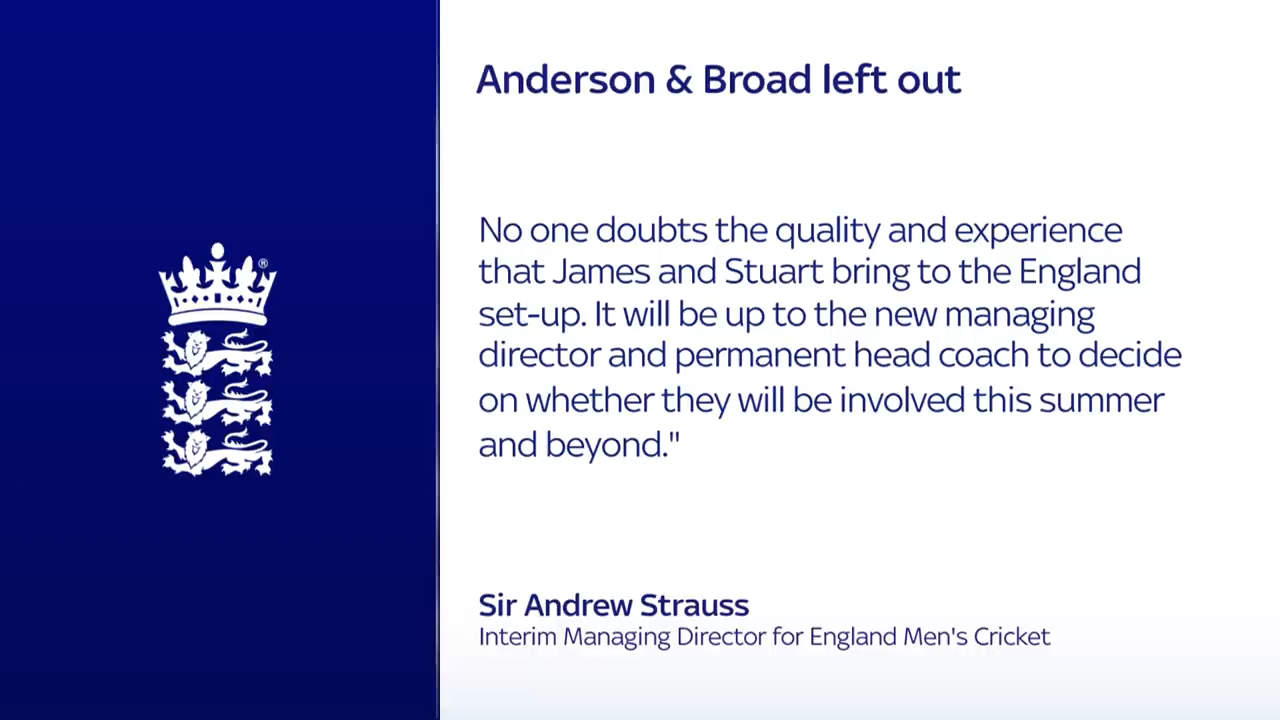 Anderson & Broad left out
No one doubts the quality and experience
that James and Stuart bring to the England
set-up. It will be up to the new managing
director and permanent head coach to decide
on whether they will be involved this summer
and beyond."
®
Sir Andrew Strauss
Interim Managing Director for England Men's Cricket